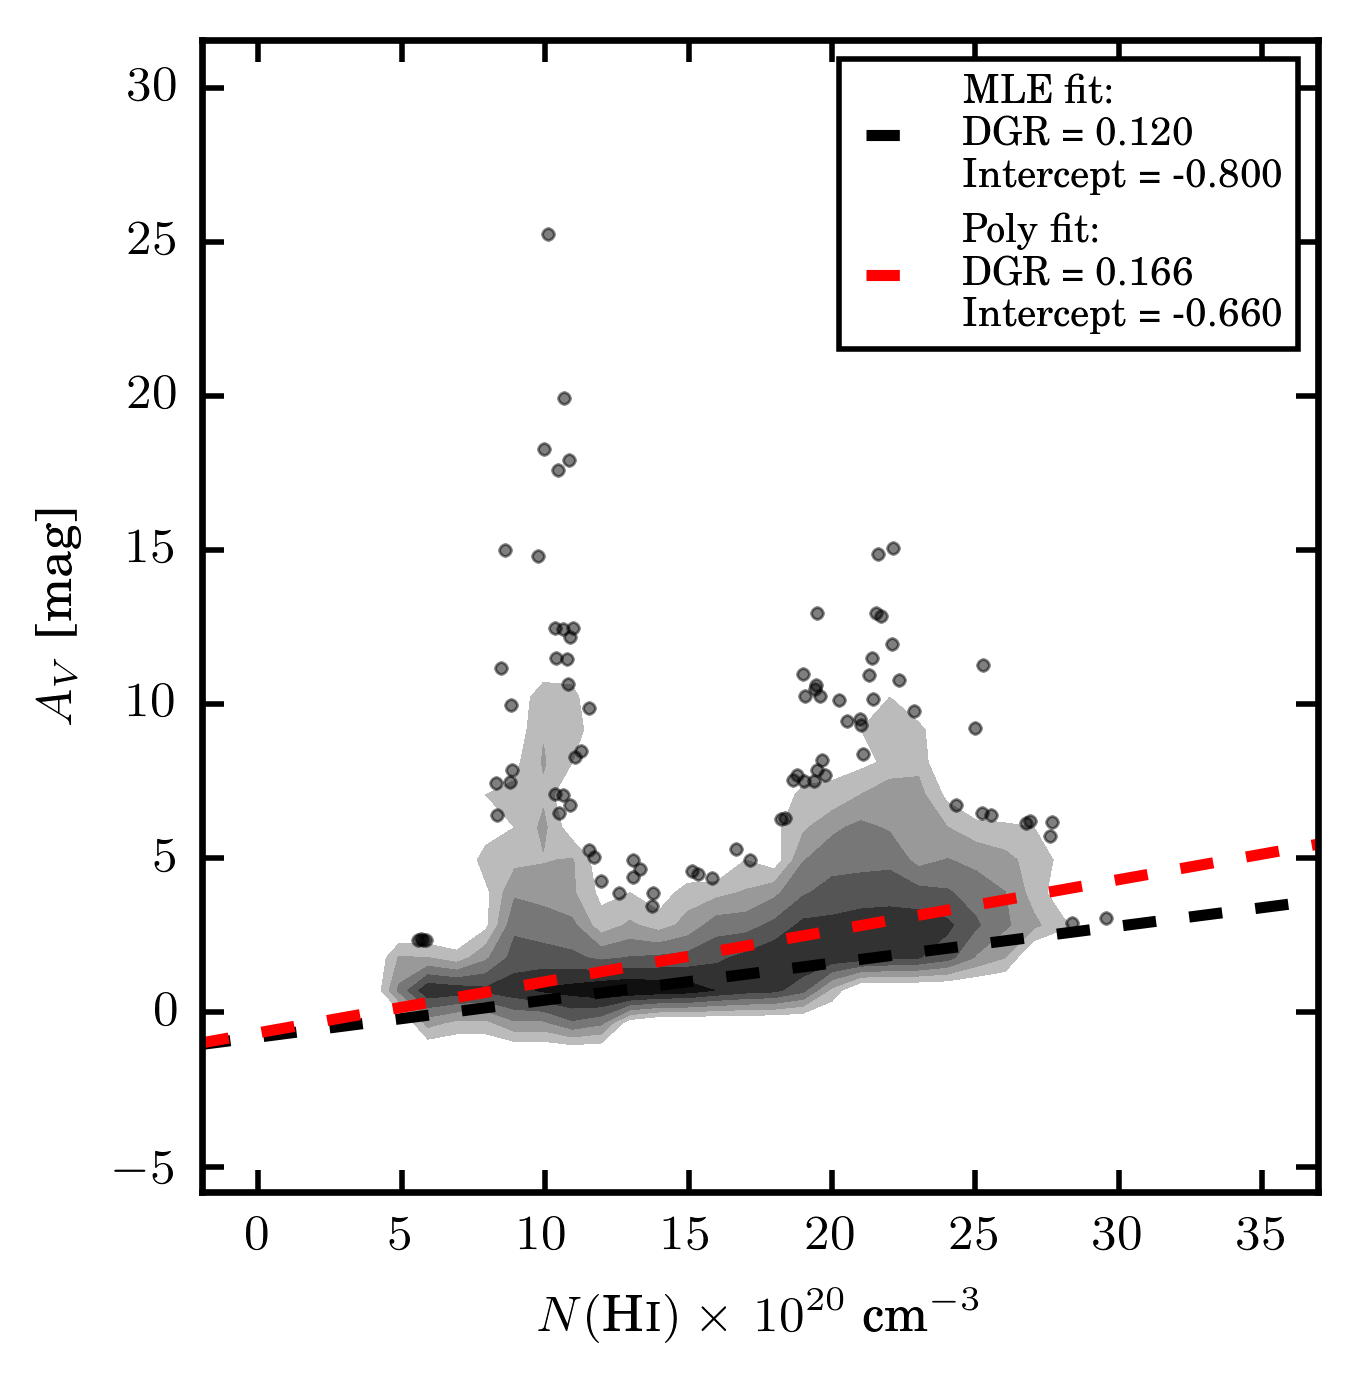 MLE fit:
DGR = 0.120
Intercept = -0.800
Poly fit:
DGR = 0.166
Intercept = -0.660
30
25
20
15
10
5
0
−5
A_V [mag]
0 5 10 15 20 25 30 35
N(HI) × 10^20 cm^−3